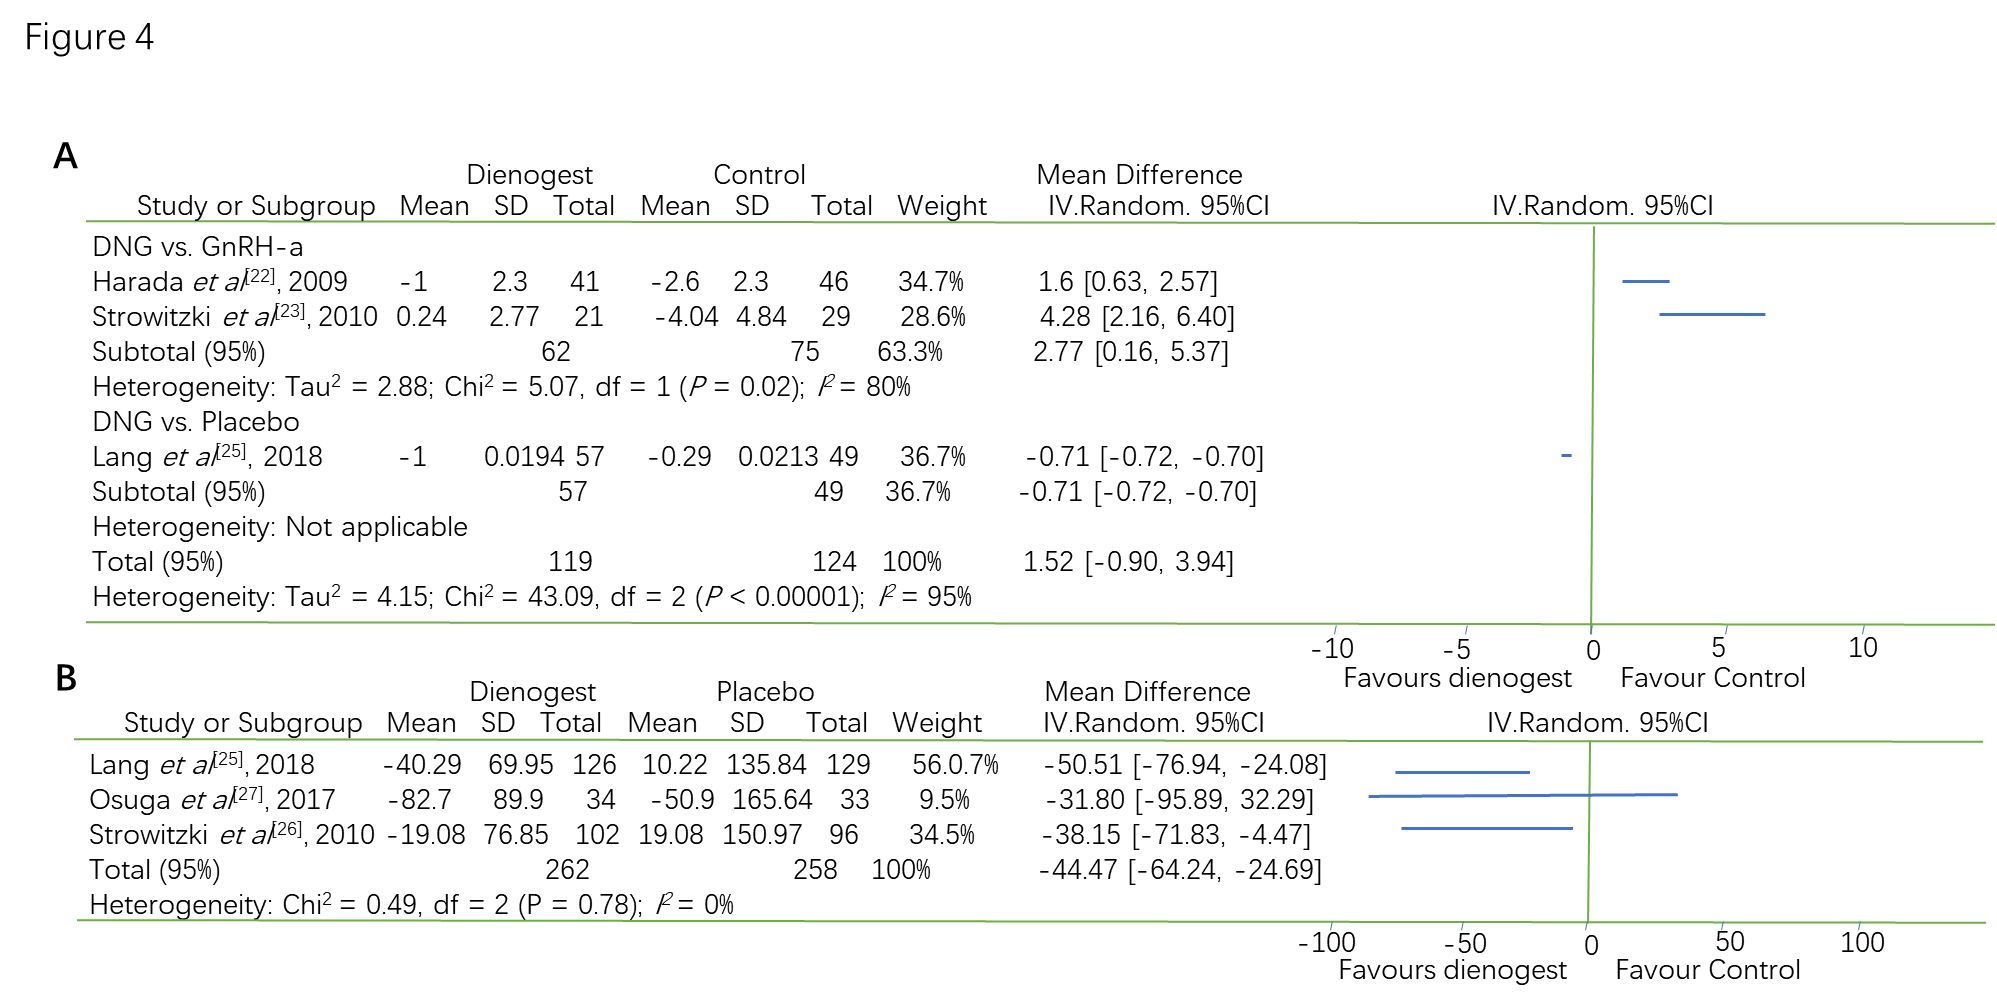 Figure 4
A
Dienogest Control Mean Difference
Study or Subgroup Mean SD Total Mean SD Total Weight IV.Random. 95%CI IV.Random. 95%CI
DNG vs. GnRH-a
Harada et al[22], 2009 -1 2.3 41 -2.6 2.3 46 34.7% 1.6 [0.63, 2.57]
Strowitzki et al[23], 2010 0.24 2.77 21 -4.04 4.84 29 28.6% 4.28 [2.16, 6.40]
Subtotal (95%) 62 75 63.3% 2.77 [0.16, 5.37]
Heterogeneity: Tau2 = 2.88; Chi2 = 5.07, df = 1 (P = 0.02); I2 = 80%
DNG vs. Placebo
Lang et al[25], 2018 -1 0.0194 57 -0.29 0.0213 49 36.7% -0.71 [-0.72, -0.70]
Subtotal (95%) 57 49 36.7% -0.71 [-0.72, -0.70]
Heterogeneity: Not applicable
Total (95%) 119 124 100% 1.52 [-0.90, 3.94]
Heterogeneity: Tau2 = 4.15; Chi2 = 43.09, df = 2 (P < 0.00001); I2 = 95%
-10 -5 0 5 10
Favours dienogest Favour Control
B
Dienogest Placebo Mean Difference
Study or Subgroup Mean SD Total Mean SD Total Weight IV.Random. 95%CI IV.Random. 95%CI
Lang et al[25], 2018 -40.29 69.95 126 10.22 135.84 129 56.0.7% -50.51 [-76.94, -24.08]
Osuga et al[27], 2017 -82.7 89.9 34 -50.9 165.64 33 9.5% -31.80 [-95.89, 32.29]
Strowitzki et al[26], 2010 -19.08 76.85 102 19.08 150.97 96 34.5% -38.15 [-71.83, -4.47]
Total (95%) 262 258 100% -44.47 [-64.24, -24.69]
Heterogeneity: Chi2 = 0.49, df = 2 (P = 0.78); I2 = 0%
-100 -50 0 50 100
Favours dienogest Favour Control